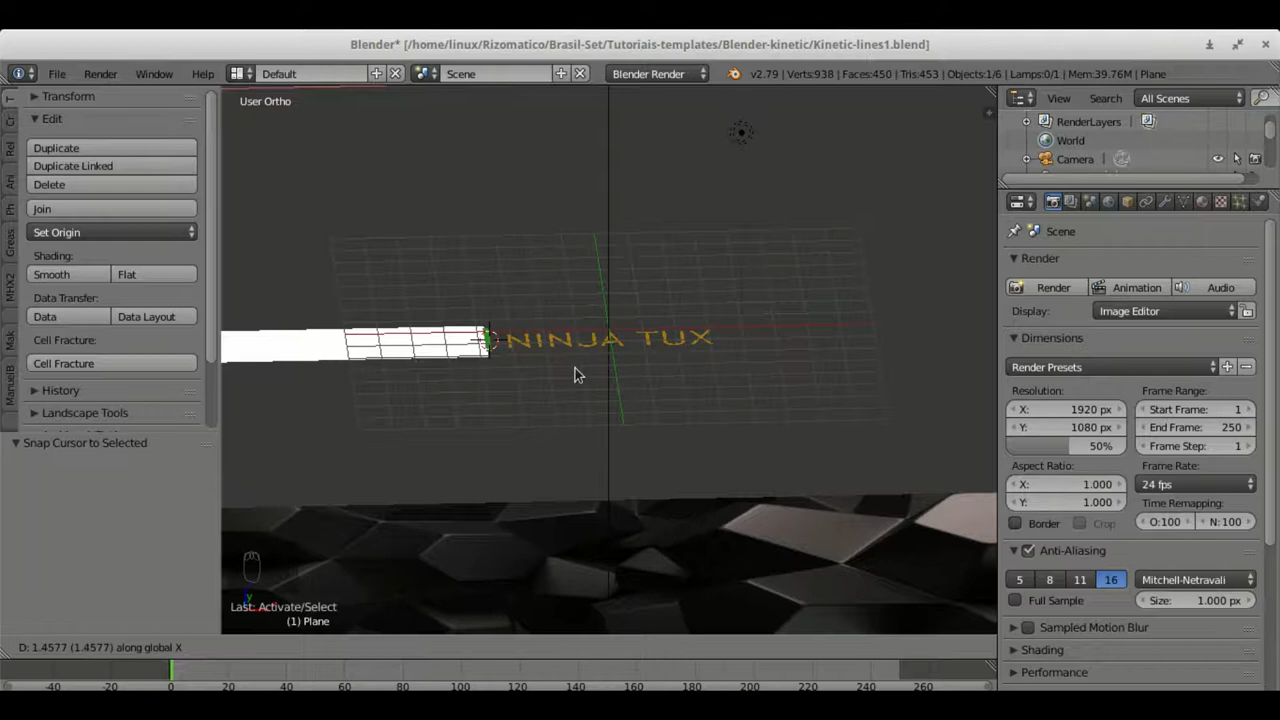 Blender* [/home/linux/Rizomatico/Brasil-Set/Tutoriais-templates/Blender-kinetic/Kinetic-lines1.blend]
File Render Window Help Default Scene Blender Render v2.79 | Verts:938 | Faces:450 | Tris:453 | Objects:1/6 | Lamps:0/1 | Mem:39.76M | Plane
Transform
Edit
Duplicate
Duplicate Linked
Delete
Join
Set Origin
Shading:
Smooth Flat
Data Transfer:
Data Data Layout
Cell Fracture:
Cell Fracture
History
Landscape Tools
Snap Cursor to Selected
T
Cr
Rel
Ani
Ph
Greas
MHX2
Mak
ManuelB
User Ortho
NINJA TUX
y
Last: Activate/Select
(1) Plane
D: 1.4577 (1.4577) along global X
-40 -20 0 20 40 60 80 100 120 140 160 180 200 220 240 260
View Search All Scenes
RenderLayers
World
Camera
Scene
Render
Render Animation Audio
Display: Image Editor
Dimensions
Render Presets
Resolution: Frame Range:
X: 1920 px Start Frame: 1
Y: 1080 px End Frame: 250
50% Frame Step: 1
Aspect Ratio: Frame Rate:
X: 1.000 24 fps
Y: 1.000 Time Remapping:
Border Crop O:100 N:100
Anti-Aliasing
5 8 11 16 Mitchell-Netravali
Full Sample Size: 1.000 px
Sampled Motion Blur
Shading
Performance